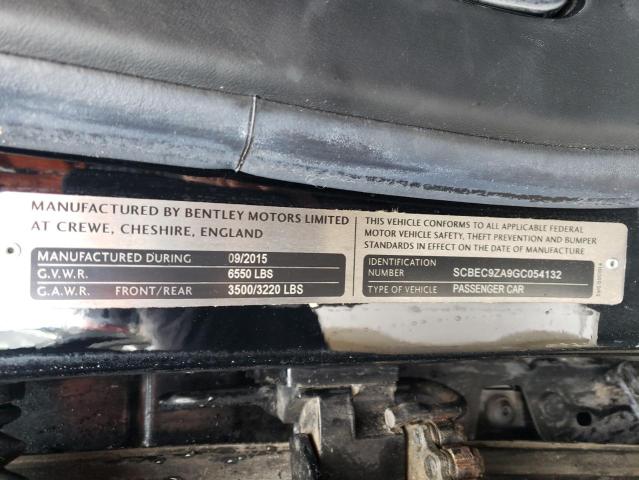 MANUFACTURED BY BENTLEY MOTORS LIMITED
AT CREWE, CHESHIRE, ENGLAND
MANUFACTURED DURING 09/2015
G.V.W.R. 6550 LBS
G.A.W.R. FRONT/REAR 3500/3220 LBS
THIS VEHICLE CONFORMS TO ALL APPLICABLE FEDERAL
MOTOR VEHICLE SAFETY, THEFT PREVENTION AND BUMPER
STANDARDS IN EFFECT ON THE DATE OF MANUFACTURE
IDENTIFICATION
NUMBER SCBEC9ZA9GC054132
TYPE OF VEHICLE PASSENGER CAR